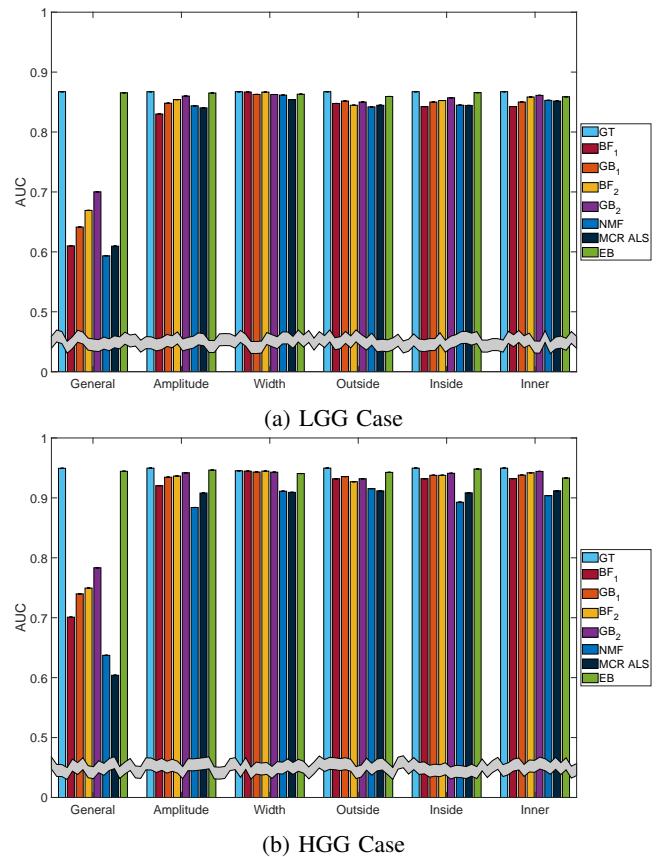 1
0.9
0.8
0.7
0.6
0.5
0
AUC
General Amplitude Width Outside Inside Inner
GT
BF1
GB1
BF2
GB2
NMF
MCR ALS
EB
(a) LGG Case
1
0.9
0.8
0.7
0.6
0.5
0
AUC
General Amplitude Width Outside Inside Inner
GT
BF1
GB1
BF2
GB2
NMF
MCR ALS
EB
(b) HGG Case